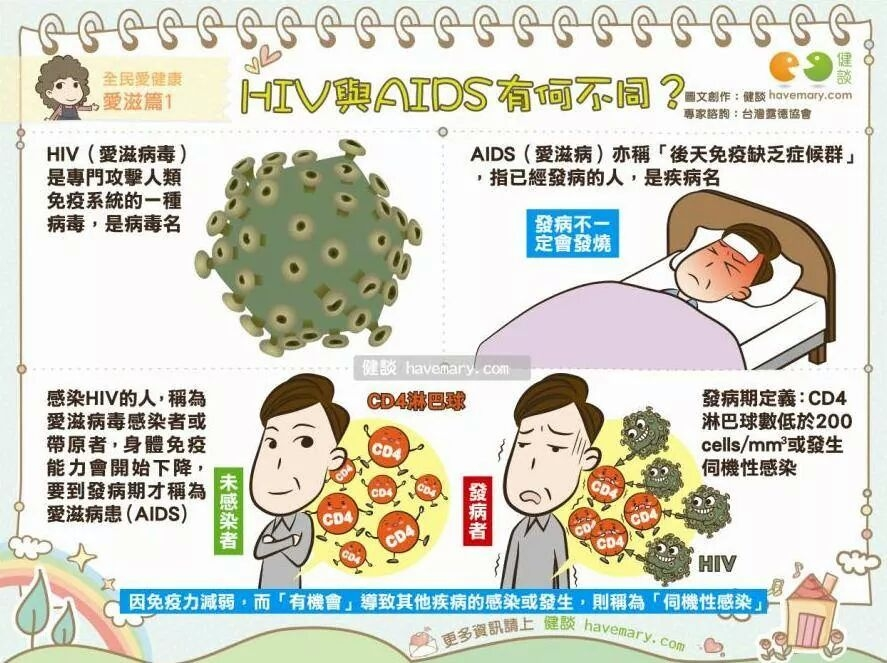 全民愛健康
愛滋篇1
HIV與AIDS有何不同？
健談
圖文創作：健談 havemary.com
專家諮詢：台灣露德協會
HIV（愛滋病毒）
是專門攻擊人類
免疫系統的一種
病毒，是病毒名
AIDS（愛滋病）亦稱「後天免疫缺乏症候群」
，指已經發病的人，是疾病名
發病不一
定會發燒
健談 havemary.com
感染HIV的人，稱為
愛滋病毒感染者或
帶原者，身體免疫
能力會開始下降，
要到發病期才稱為
愛滋病患（AIDS）
未感染者
CD4淋巴球
CD4
CD4
CD4
CD4
CD4
CD4
CD4
發病者
CD4
CD4
CD4
CD4
HIV
發病期定義：CD4
淋巴球數低於200
cells/mm³或發生
伺機性感染
因免疫力減弱，而「有機會」導致其他疾病的感染或發生，則稱為「伺機性感染」
更多資訊請上 健談 havemary.com